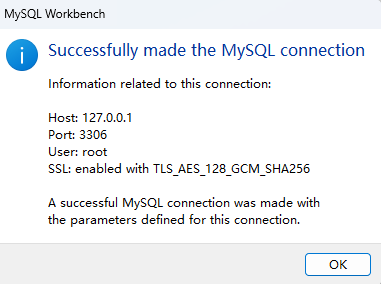 MySQL Workbench
Successfully made the MySQL connection
Information related to this connection:
Host: 127.0.0.1
Port: 3306
User: root
SSL: enabled with TLS_AES_128_GCM_SHA256
A successful MySQL connection was made with
the parameters defined for this connection.
OK